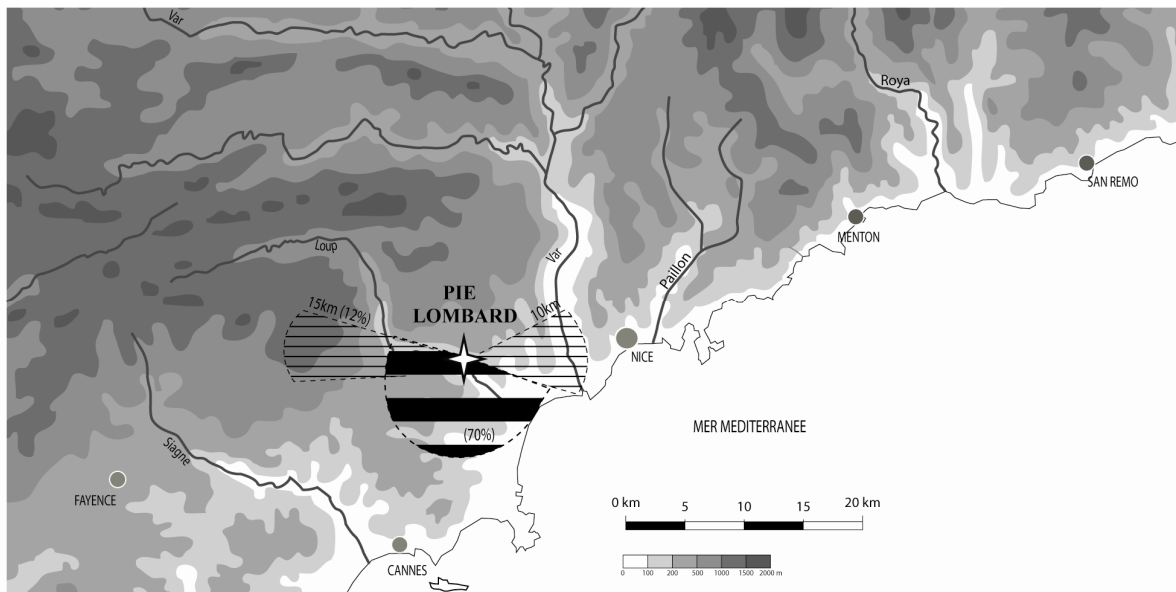 Var
Roya
SAN REMO
MENTON
Loup
Var
Paillon
PIE
LOMBARD
15km (12%)
10km
NICE
MER MEDITERRANEE
(70%)
Siagne
FAYENCE
CANNES
0 km 5 10 15 20 km
0 100 200 500 1000 1500 2000 m